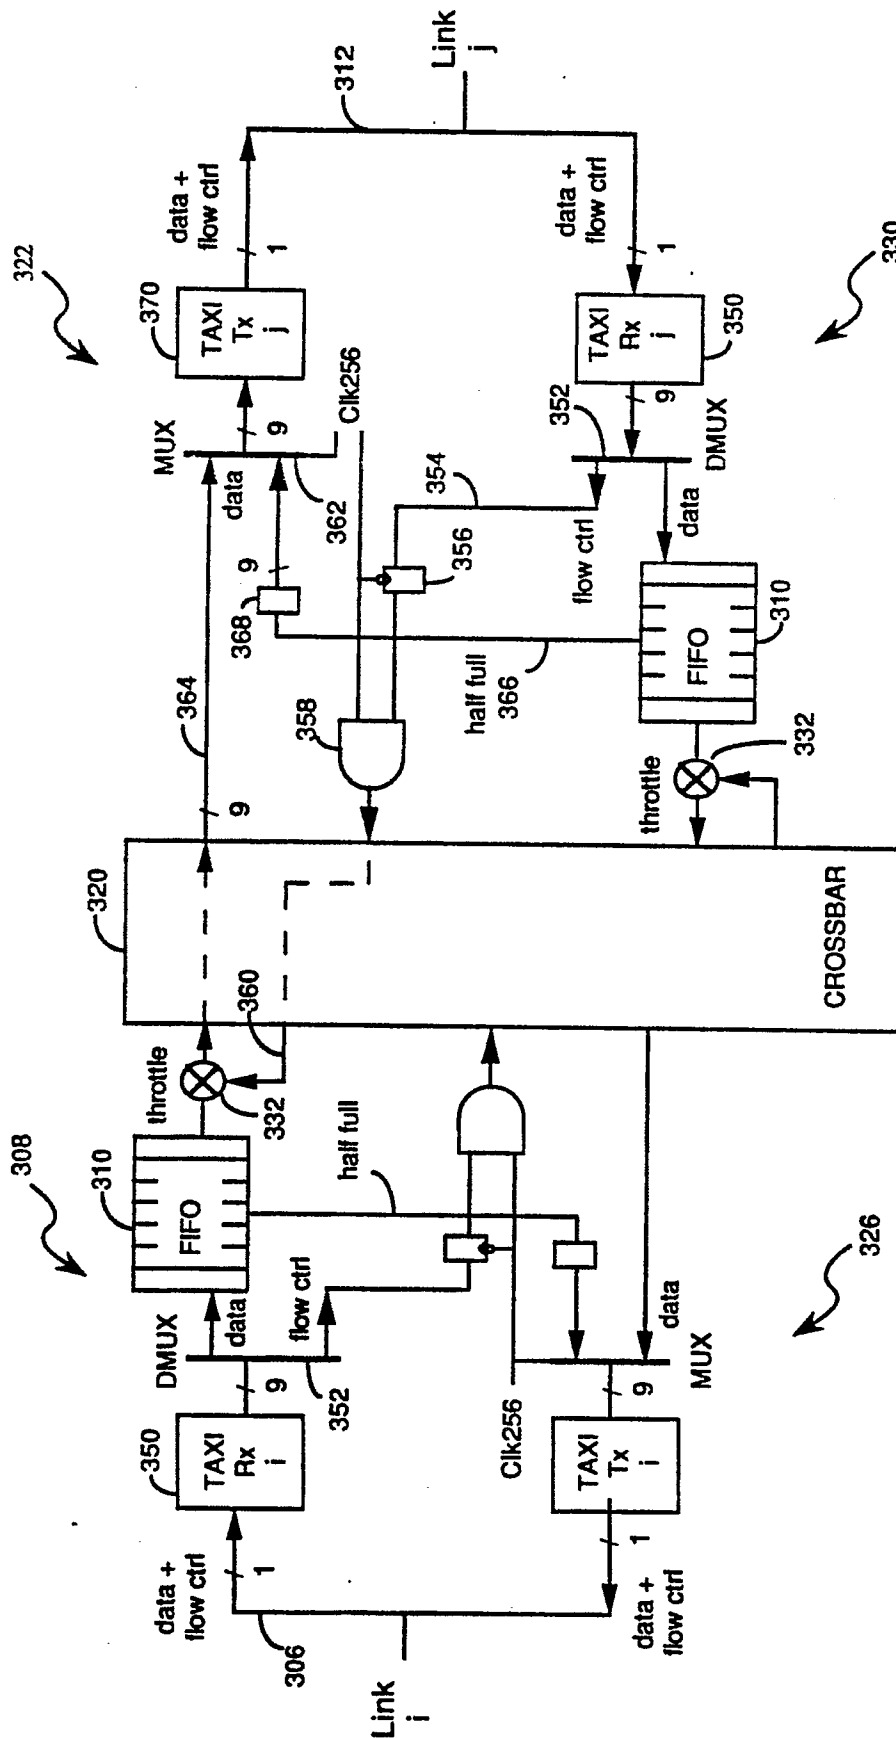 308
310
FIFO
throttle
332
360
320
CROSSBAR
364
9
322
370
TAXI
Tx
j
data +
flow ctrl
1
312
Link
j
MUX
data
9
9
362
368
Clk256
358
354
356
half full
366
flow ctrl
352
DMUX
data
9
TAXI
Rx
j
350
data +
flow ctrl
1
330
FIFO
310
throttle
332
350
TAXI
Rx
i
9
DMUX
data
352
flow ctrl
half full
data +
flow ctrl
1
306
Link
i
Clk256
TAXI
Tx
i
9
MUX
data
1
data +
flow ctrl
326